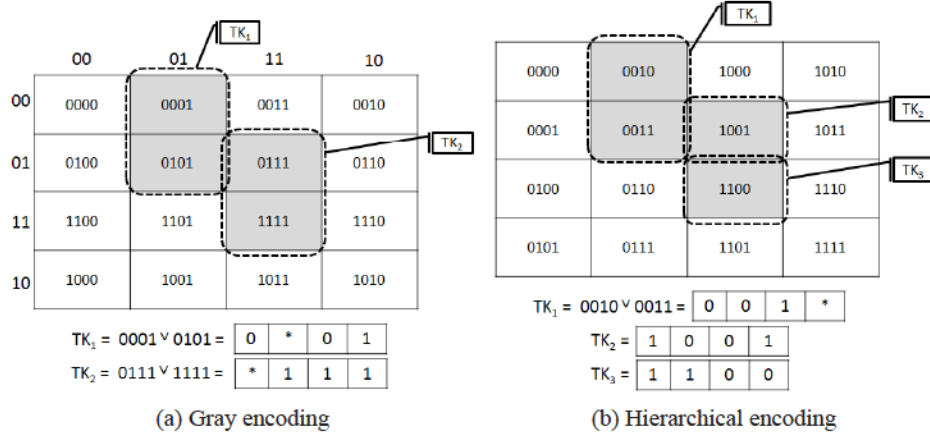 TK₁
00 01 11 10
00 0000 0001 0011 0010
01 0100 0101 0111 0110
TK₂
11 1100 1101 1111 1110
10 1000 1001 1011 1010
TK₁ = 0001 ˅ 0101 = 0 * 0 1
TK₂ = 0111 ˅ 1111 = * 1 1 1
(a) Gray encoding
TK₁
0000 0010 1000 1010
TK₂
0001 0011 1001 1011
TK₃
0100 0110 1100 1110
0101 0111 1101 1111
TK₁ = 0010 ˅ 0011 = 0 0 1 *
TK₂ = 1 0 0 1
TK₃ = 1 1 0 0
(b) Hierarchical encoding